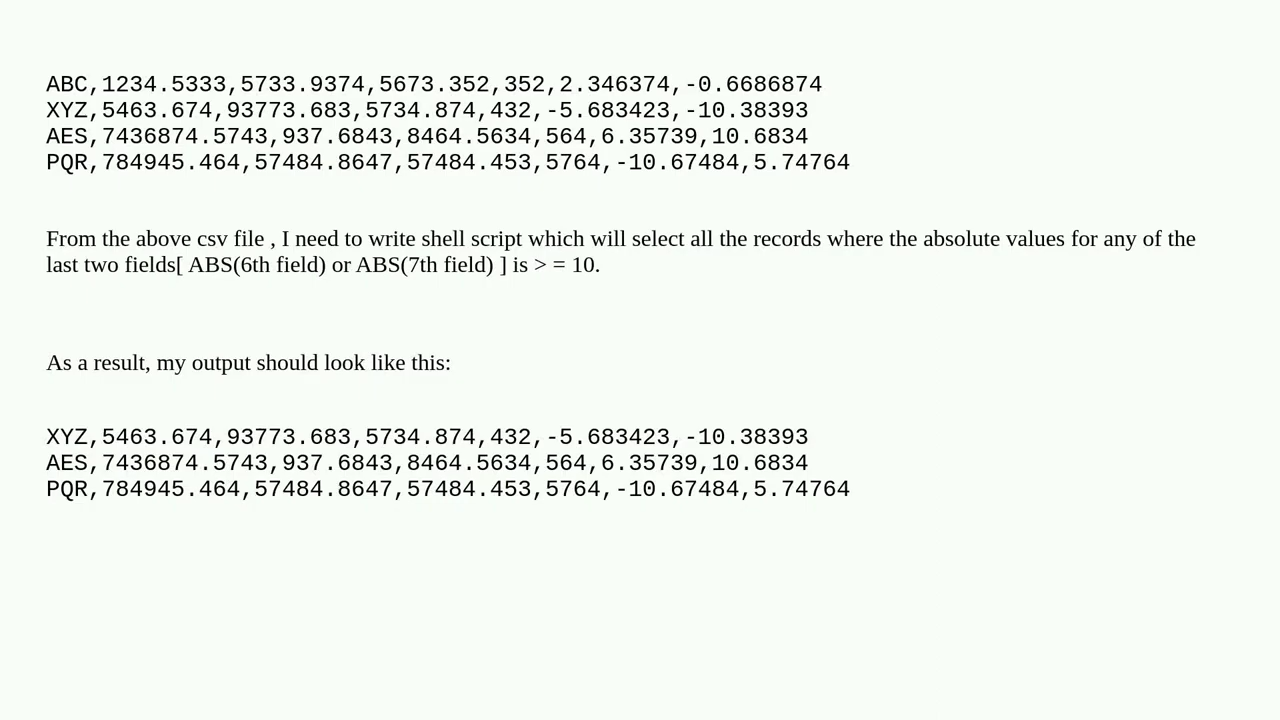 ABC,1234.5333,5733.9374,5673.352,352,2.346374,-0.6686874
XYZ,5463.674,93773.683,5734.874,432,-5.683423,-10.38393
AES,7436874.5743,937.6843,8464.5634,564,6.35739,10.6834
PQR,784945.464,57484.8647,57484.453,5764,-10.67484,5.74764
From the above csv file , I need to write shell script which will select all the records where the absolute values for any of the
last two fields[ ABS(6th field) or ABS(7th field) ] is > = 10.
As a result, my output should look like this:
XYZ,5463.674,93773.683,5734.874,432,-5.683423,-10.38393
AES,7436874.5743,937.6843,8464.5634,564,6.35739,10.6834
PQR,784945.464,57484.8647,57484.453,5764,-10.67484,5.74764